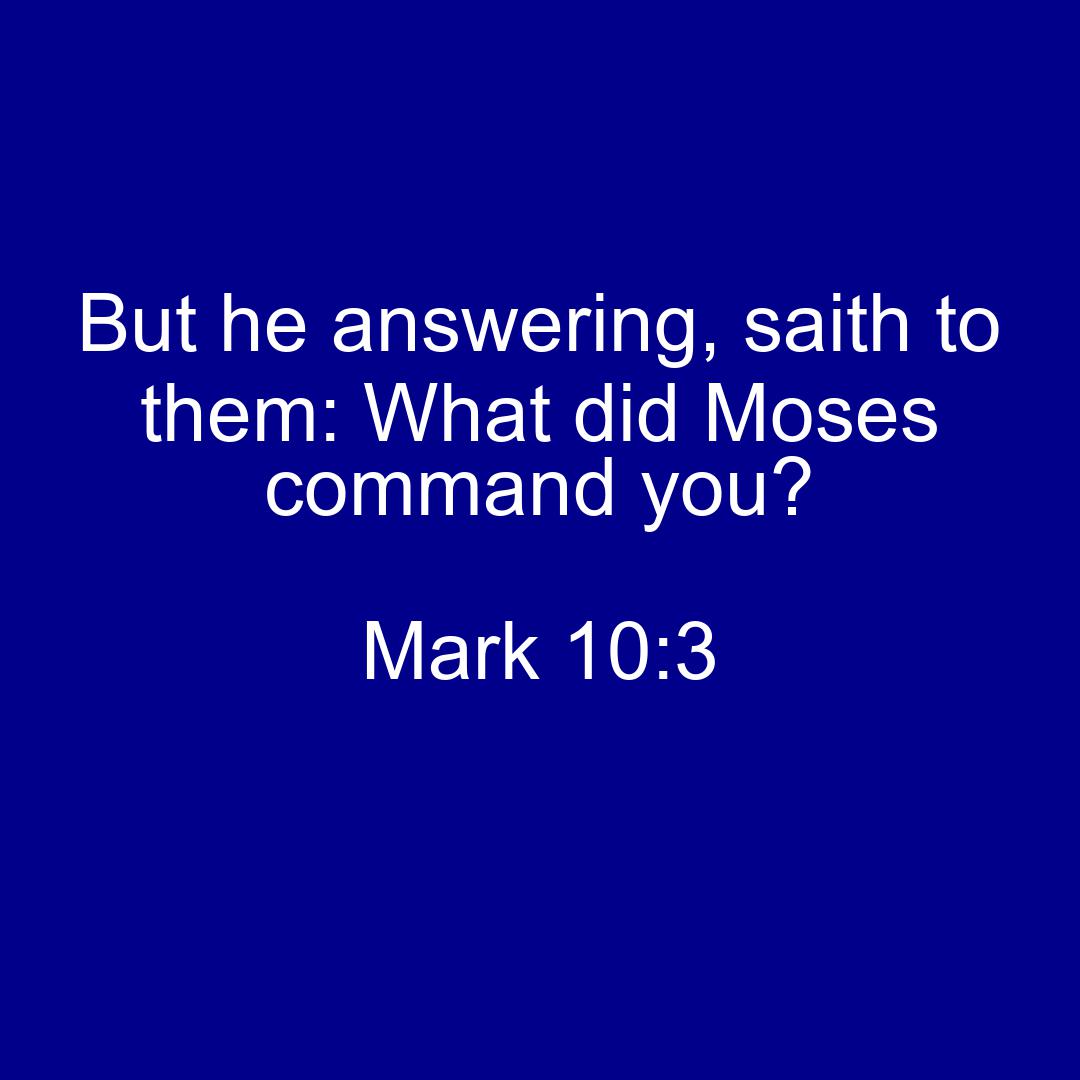 But he answering, saith to
them: What did Moses
command you?
Mark 10:3